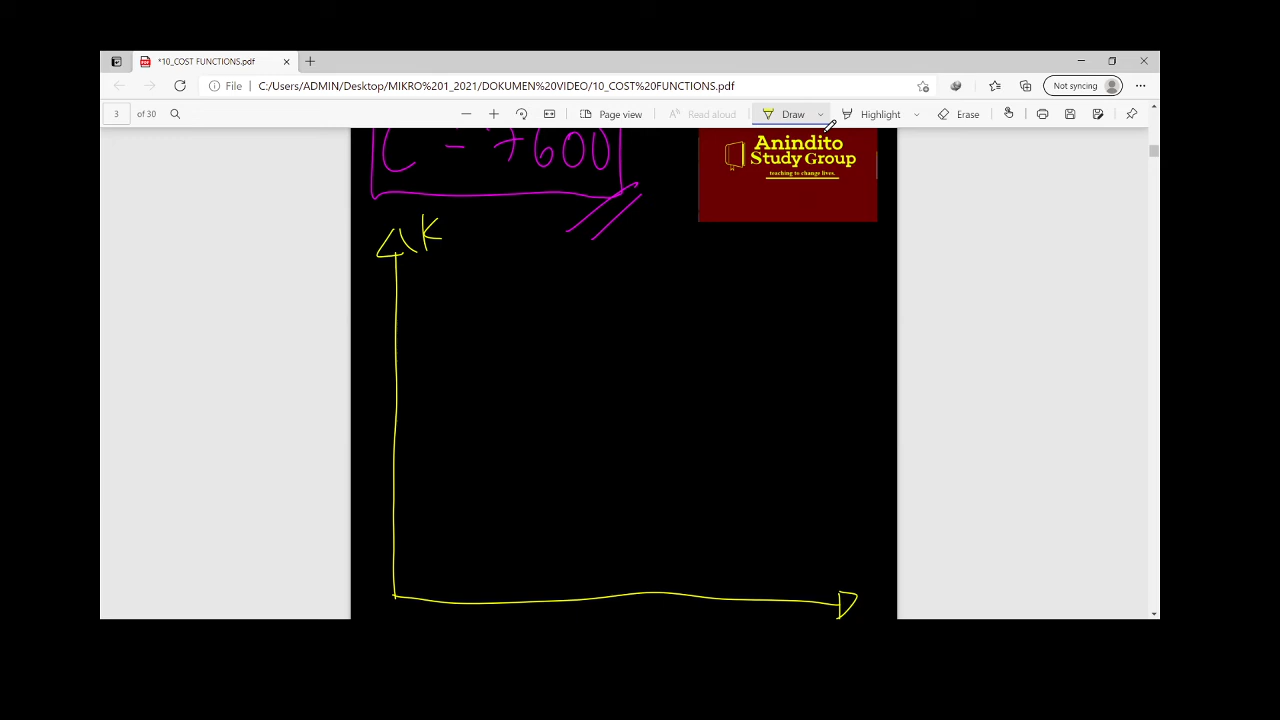 *10_COST FUNCTIONS.pdf
File C:/Users/ADMIN/Desktop/MIKRO%201_2021/DOKUMEN%20VIDEO/10_COST%20FUNCTIONS.pdf Not syncing
3 of 30 Page view Read aloud Draw Highlight Erase
C = 7600
Anindito
Study Group
teaching to change lives.
K